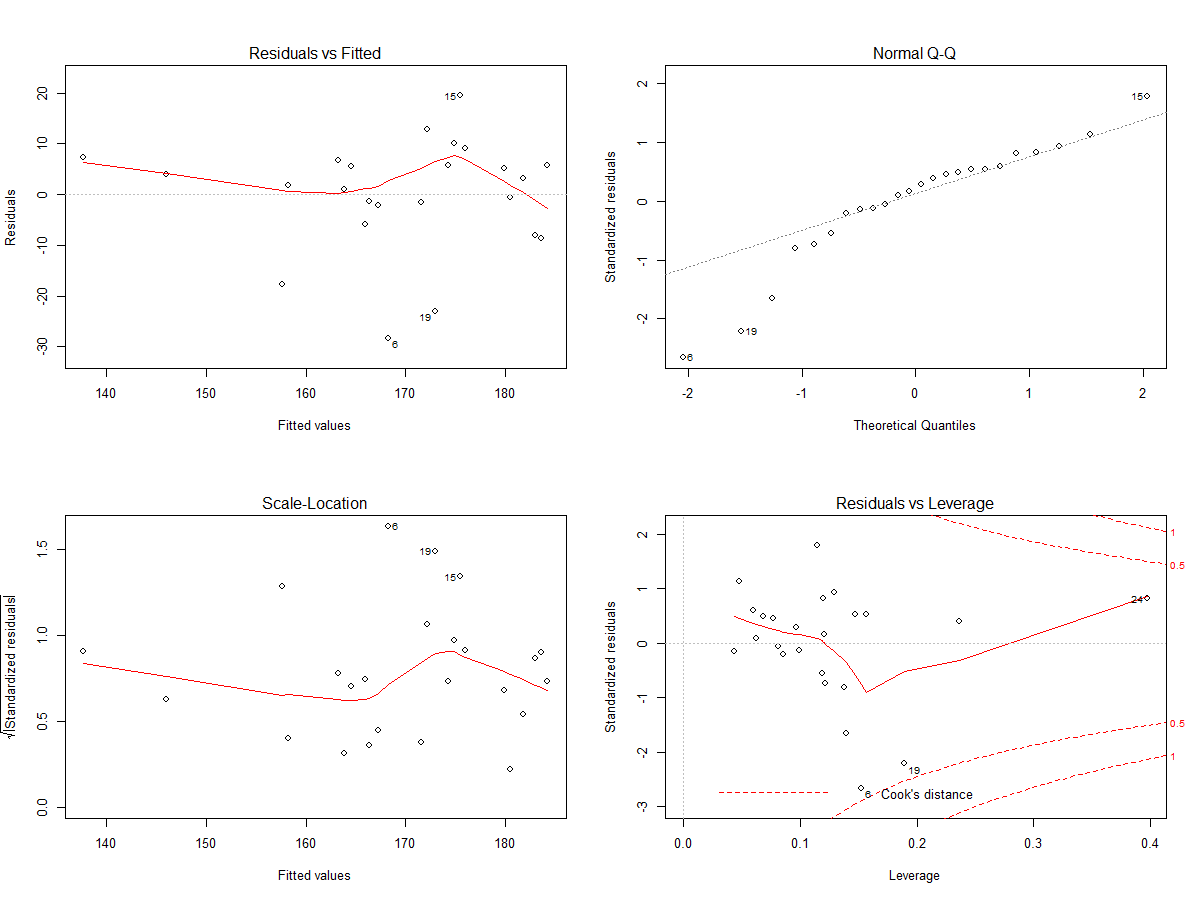 Residuals vs Fitted
Residuals
-30 -20 -10 0 10 20
15
19
6
140 150 160 170 180
Fitted values
Normal Q-Q
Standardized residuals
-2 -1 0 1 2
15
19
6
-2 -1 0 1 2
Theoretical Quantiles
Scale-Location
√|Standardized residuals|
0.0 0.5 1.0 1.5
6
19
15
140 150 160 170 180
Fitted values
Residuals vs Leverage
Standardized residuals
-3 -2 -1 0 1 2
1
0.5
24
0.5
1
19
6
Cook's distance
0.0 0.1 0.2 0.3 0.4
Leverage